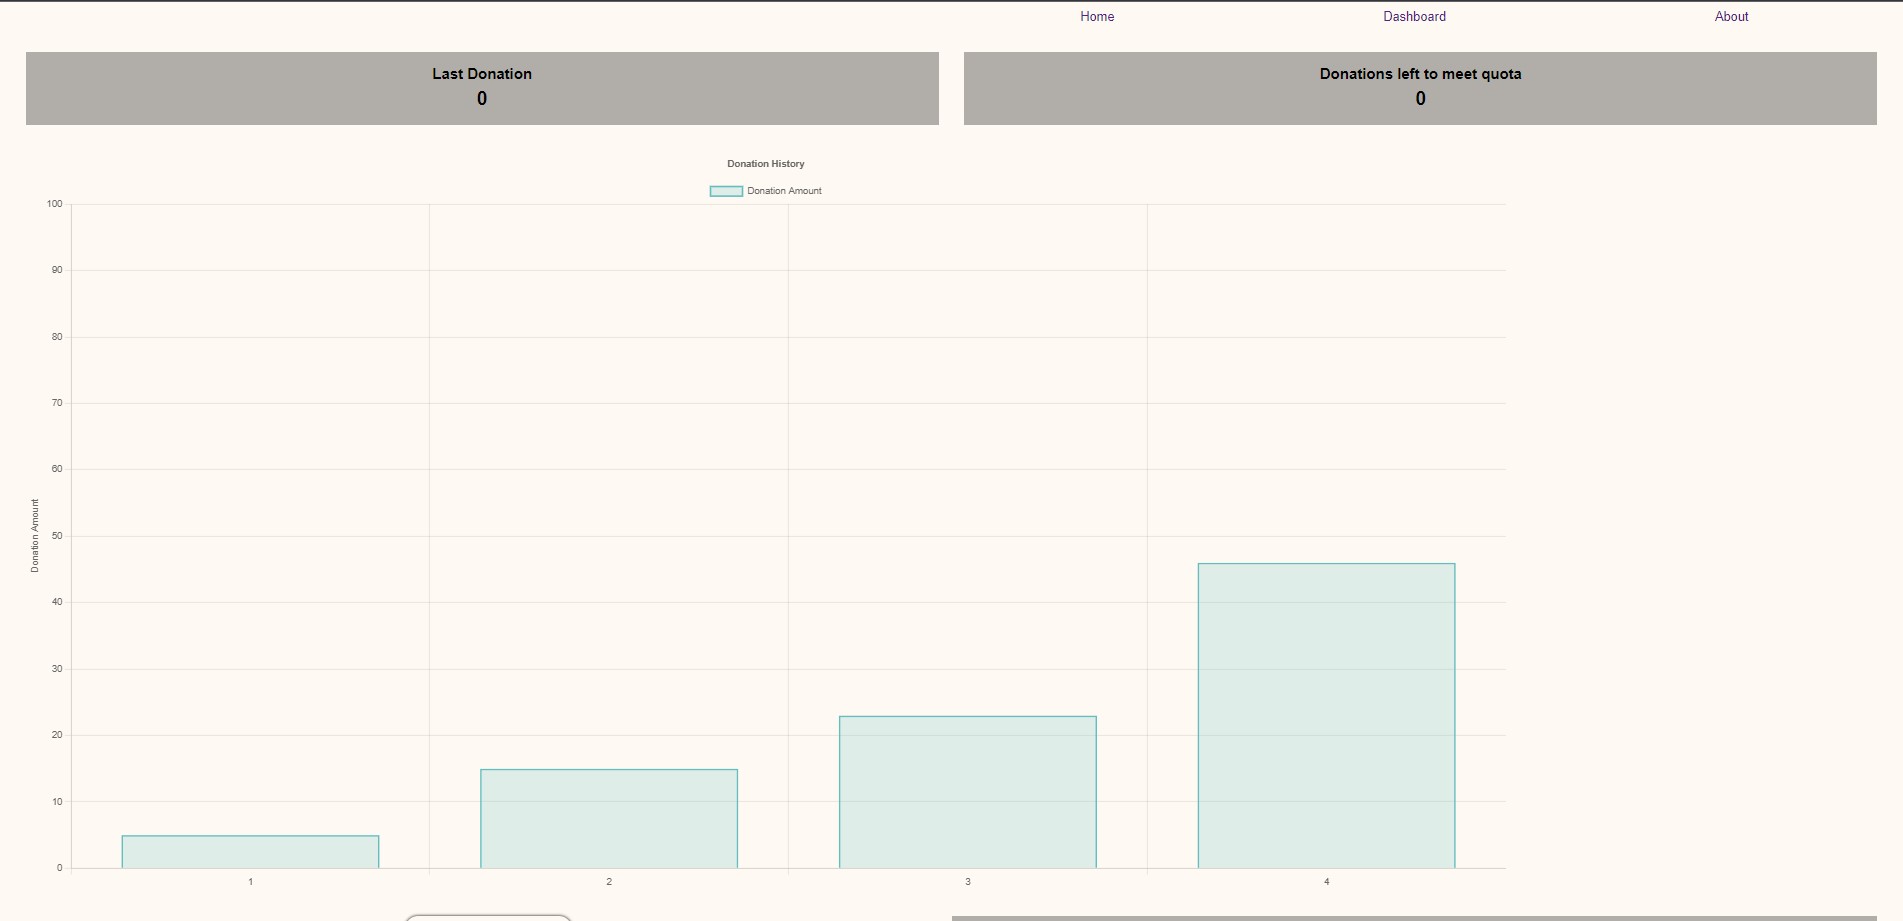 Home Dashboard About
Last Donation
0
Donations left to meet quota
0
Donation History
Donation Amount
100
90
80
70
60
50
40
30
20
10
0
Donation Amount
1 2 3 4